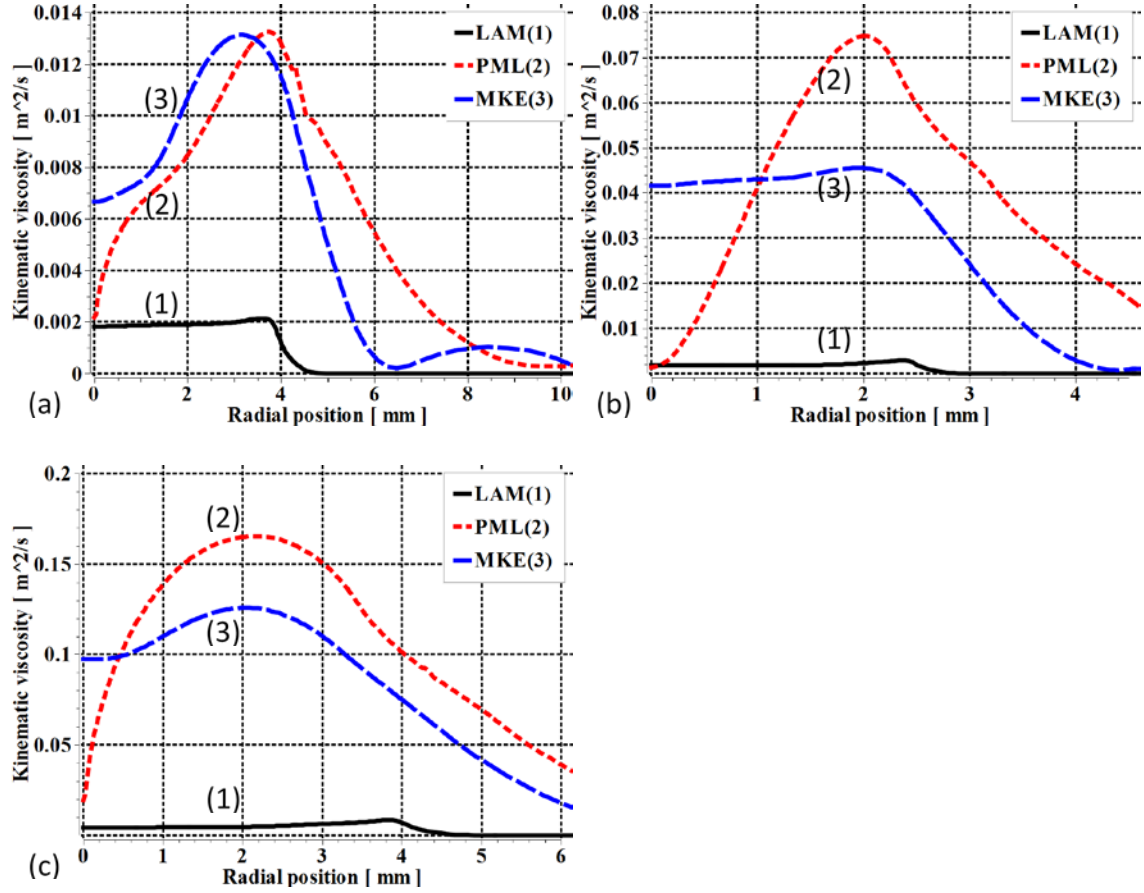 Kinematic viscosity [ m^2/s ]
0.014
0.012
0.01
0.008
0.006
0.004
0.002
0
LAM(1)
PML(2)
MKE(3)
(3)
(2)
(1)
0 2 4 6 8 10
Radial position [ mm ]
(a)
Kinematic viscosity [ m^2/s ]
0.08
0.07
0.06
0.05
0.04
0.03
0.02
0.01
LAM(1)
PML(2)
MKE(3)
(2)
(3)
(1)
0 1 2 3 4
Radial position [ mm ]
(b)
Kinematic viscosity [ m^2/s ]
0.2
0.15
0.1
0.05
LAM(1)
PML(2)
MKE(3)
(2)
(3)
(1)
0 1 2 3 4 5 6
Radial position [ mm ]
(c)